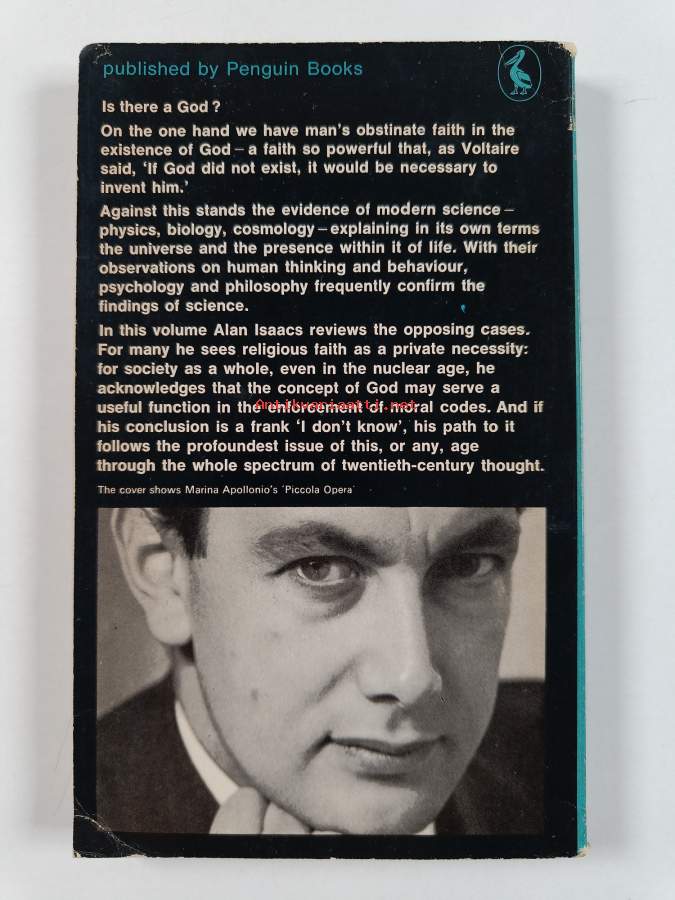 published by Penguin Books
Is there a God?
On the one hand we have man's obstinate faith in the
existence of God – a faith so powerful that, as Voltaire
said, 'If God did not exist, it would be necessary to
invent him.'
Against this stands the evidence of modern science –
physics, biology, cosmology – explaining in its own terms
the universe and the presence within it of life. With their
observations on human thinking and behaviour,
psychology and philosophy frequently confirm the
findings of science.
In this volume Alan Isaacs reviews the opposing cases.
For many he sees religious faith as a private necessity:
for society as a whole, even in the nuclear age, he
acknowledges that the concept of God may serve a
useful function in the enforcement of moral codes. And if
Antikvariaatti.net
his conclusion is a frank 'I don't know', his path to it
follows the profoundest issue of this, or any, age
through the whole spectrum of twentieth-century thought.
The cover shows Marina Apollonio's 'Piccola Opera'